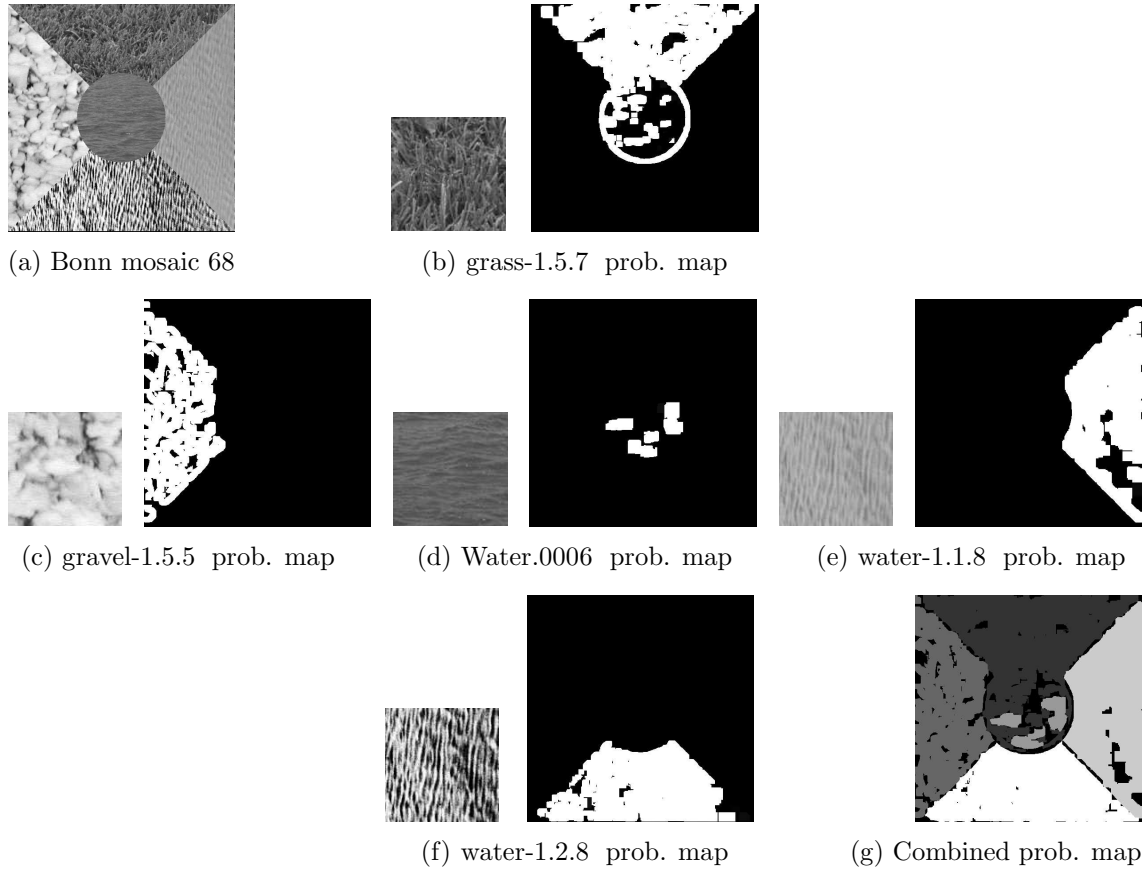 (a) Bonn mosaic 68
(b) grass-1.5.7 prob. map
(c) gravel-1.5.5 prob. map
(d) Water.0006 prob. map
(e) water-1.1.8 prob. map
(f) water-1.2.8 prob. map
(g) Combined prob. map